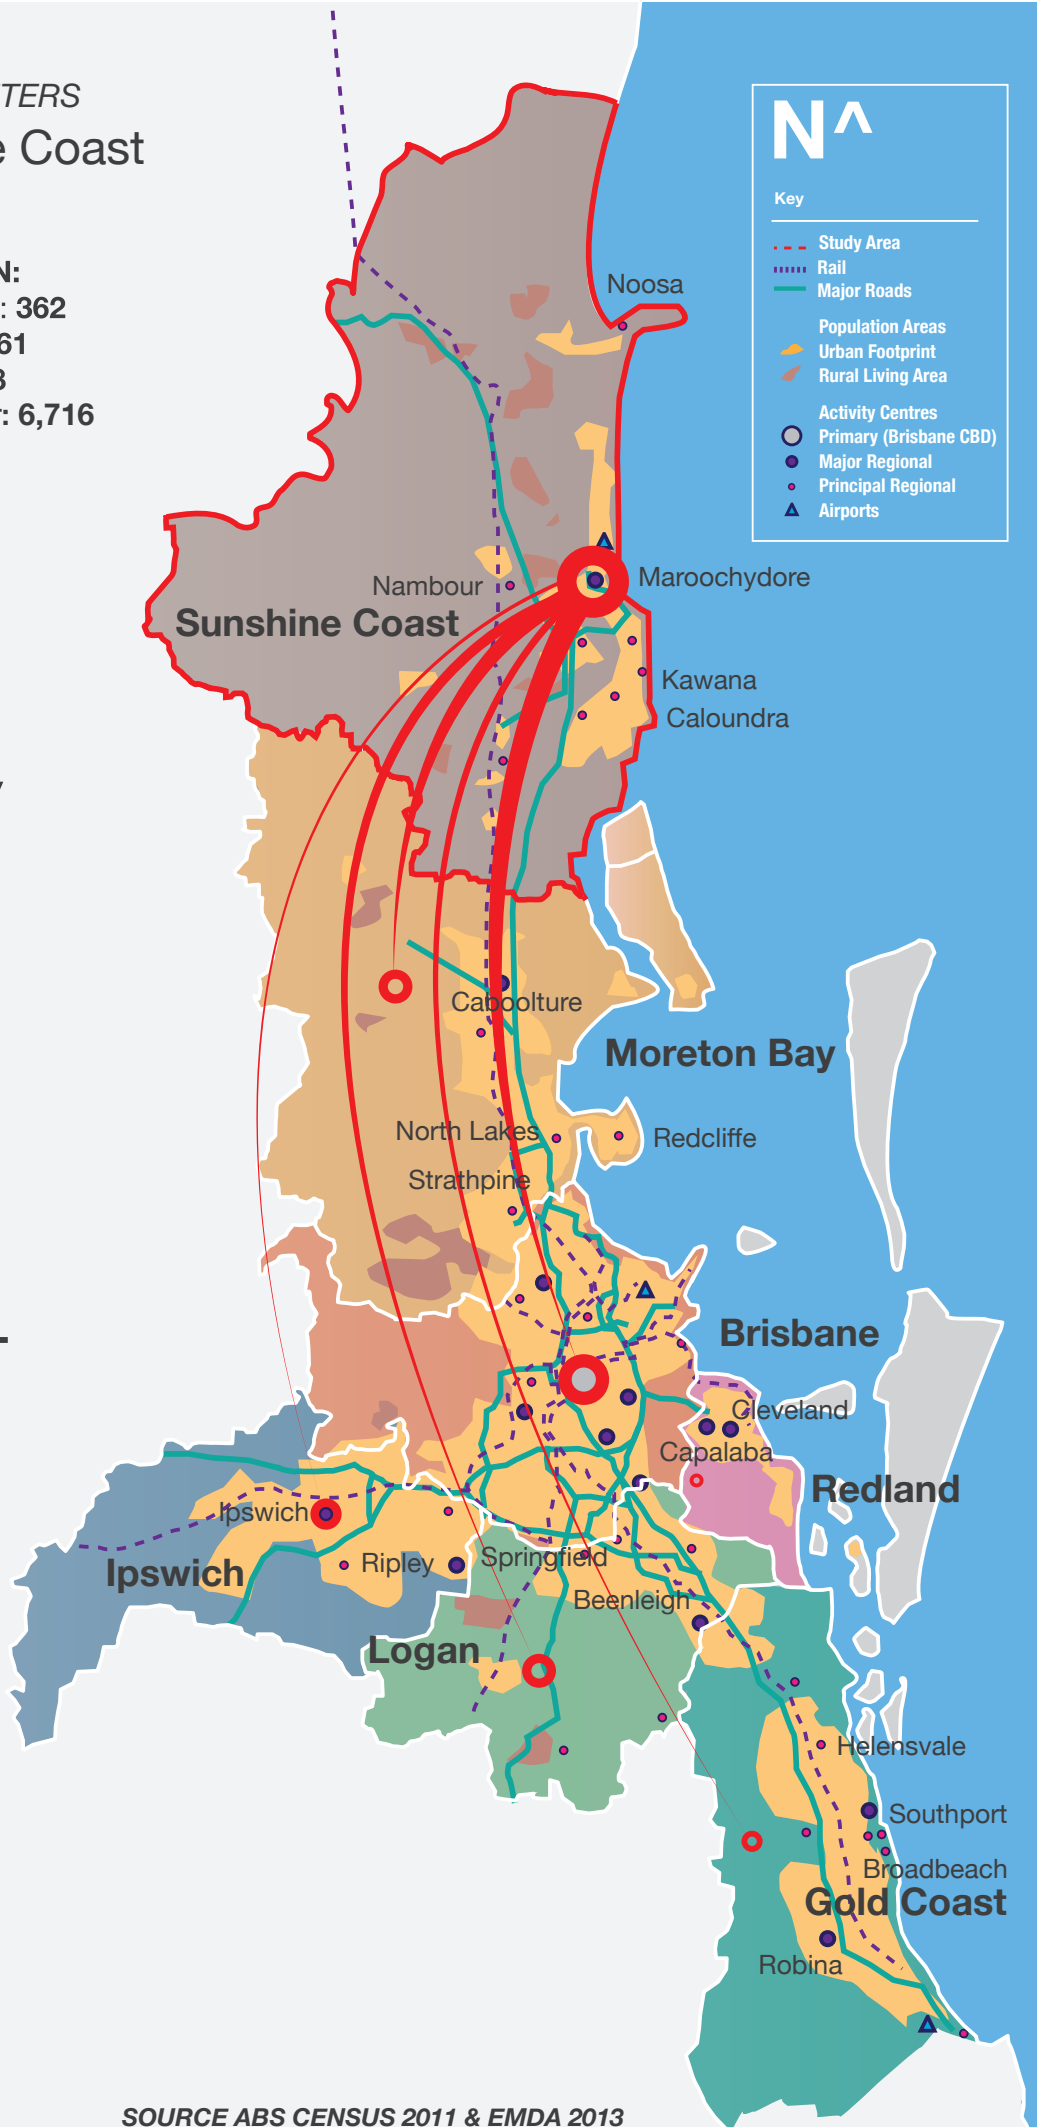 TERS
e Coast
N:
: 362
61
3
r: 6,716
N^
Key
Study Area
Rail
Major Roads
Population Areas
Urban Footprint
Rural Living Area
Activity Centres
Primary (Brisbane CBD)
Major Regional
Principal Regional
Airports
Noosa
Nambour
Maroochydore
Sunshine Coast
Kawana
Caloundra
Caboolture
Moreton Bay
North Lakes
Redcliffe
Strathpine
Brisbane
Cleveland
Capalaba
Redland
Ipswich
Ipswich
Ripley
Springfield
Beenleigh
Logan
Helensvale
Southport
Broadbeach
Gold Coast
Robina
SOURCE ABS CENSUS 2011 & EMDA 2013